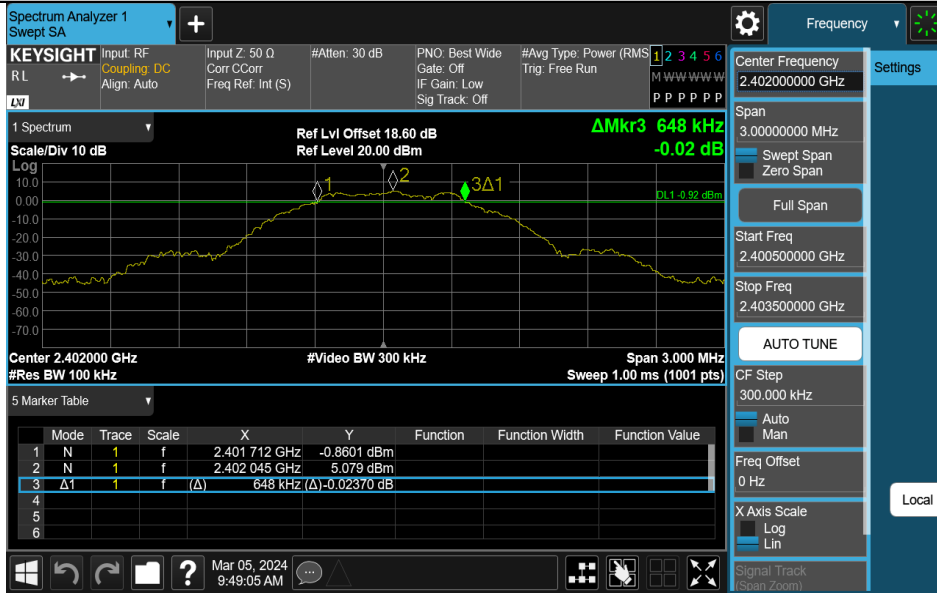 Spectrum Analyzer 1
Swept SA
+
Frequency
KEYSIGHT
R L
LXI
Input: RF
Coupling: DC
Align: Auto
Input Z: 50 Ω
Corr CCorr
Freq Ref: Int (S)
#Atten: 30 dB
PNO: Best Wide
Gate: Off
IF Gain: Low
Sig Track: Off
#Avg Type: Power (RMS
Trig: Free Run
1 2 3 4 5 6
M W W W W W
P P P P P P
1 Spectrum
Scale/Div 10 dB
Ref Lvl Offset 18.60 dB
Ref Level 20.00 dBm
ΔMkr3 648 kHz
-0.02 dB
Log
10.0
0.00
-10.0
-20.0
-30.0
-40.0
-50.0
-60.0
-70.0
1
2
3Δ1
DL1 -0.92 dBm
Center 2.402000 GHz
#Res BW 100 kHz
#Video BW 300 kHz
Span 3.000 MHz
Sweep 1.00 ms (1001 pts)
5 Marker Table
Mode Trace Scale X Y Function Function Width Function Value
1 N 1 f 2.401 712 GHz -0.8601 dBm
2 N 1 f 2.402 045 GHz 5.079 dBm
3 Δ1 1 f (Δ) 648 kHz (Δ) -0.02370 dB
4
5
6
?
Mar 05, 2024
9:49:05 AM
Center Frequency
2.402000000 GHz
Span
3.00000000 MHz
Swept Span
Zero Span
Full Span
Start Freq
2.400500000 GHz
Stop Freq
2.403500000 GHz
AUTO TUNE
CF Step
300.000 kHz
Auto
Man
Freq Offset
0 Hz
X Axis Scale
Log
Lin
Signal Track
(Span Zoom)
Settings
Local